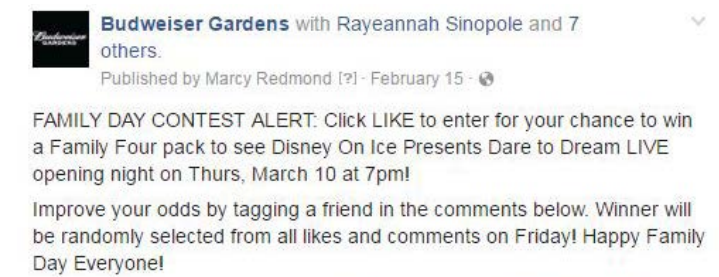 Budweiser
GARDENS
Budweiser Gardens with Rayeannah Sinopole and 7
others.
Published by Marcy Redmond [?] · February 15 ·
FAMILY DAY CONTEST ALERT: Click LIKE to enter for your chance to win
a Family Four pack to see Disney On Ice Presents Dare to Dream LIVE
opening night on Thurs, March 10 at 7pm!
Improve your odds by tagging a friend in the comments below. Winner will
be randomly selected from all likes and comments on Friday! Happy Family
Day Everyone!